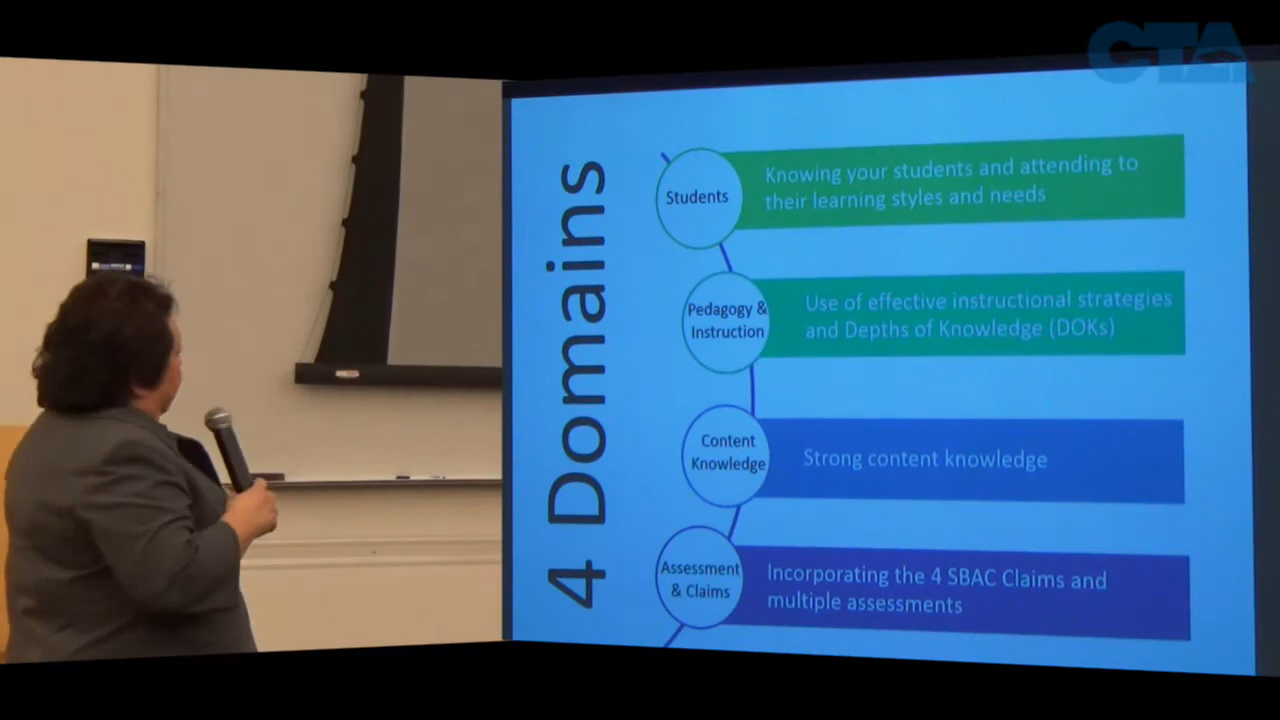 CTA
4 Domains
Students
Knowing your students and attending to
their learning styles and needs
Pedagogy &
Instruction
Use of effective instructional strategies
and Depths of Knowledge (DOKs)
Content
Knowledge
Strong content knowledge
Assessment
& Claims
Incorporating the 4 SBAC Claims and
multiple assessments